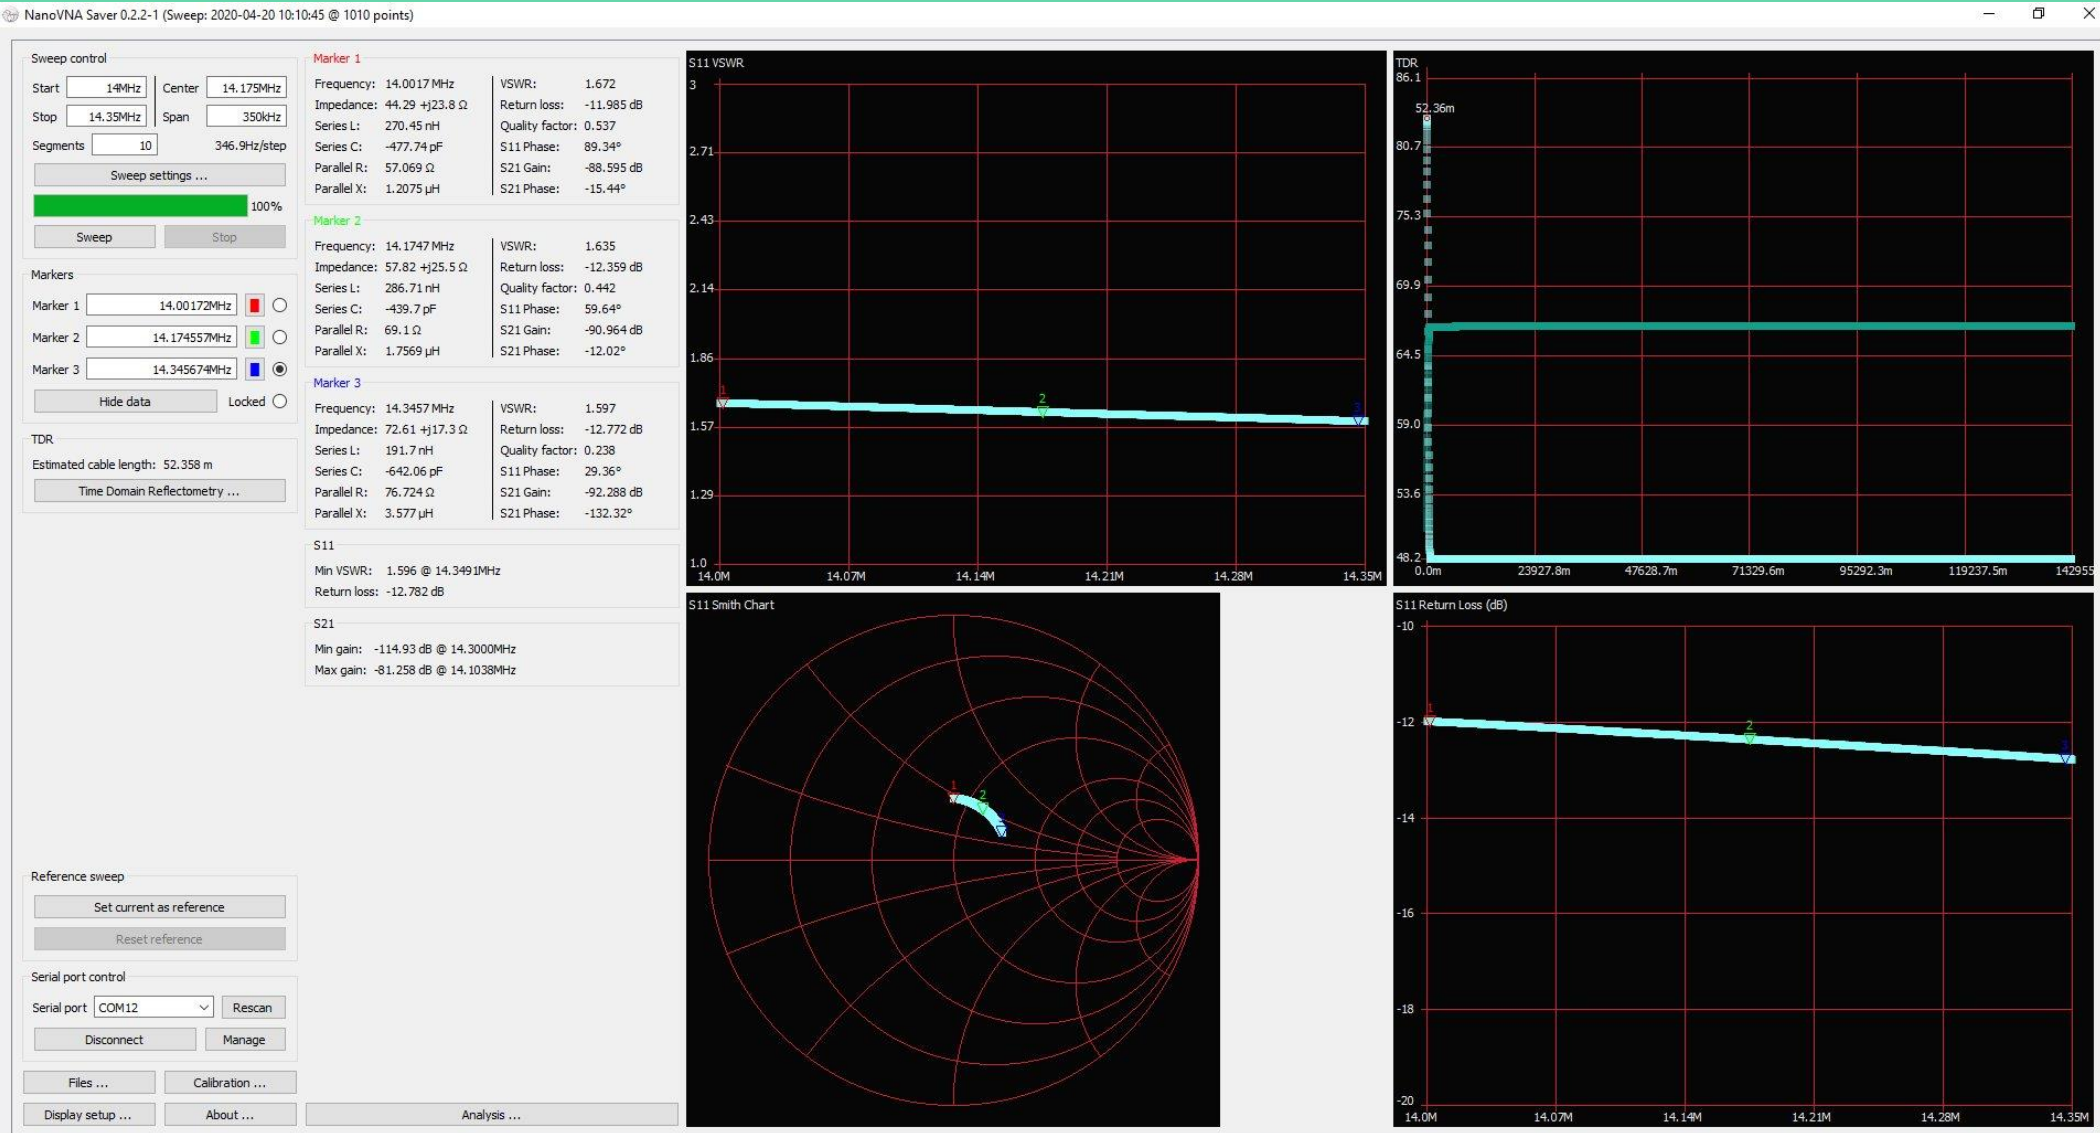 NanoVNA Saver 0.2.2-1 (Sweep: 2020-04-20 10:10:45 @ 1010 points)
Sweep control
Start 14MHz Center 14.175MHz
Stop 14.35MHz Span 350kHz
Segments 10 346.9Hz/step
Sweep settings ...
100%
Sweep Stop
Markers
Marker 1 14.00172MHz
Marker 2 14.174557MHz
Marker 3 14.345674MHz
Hide data Locked
TDR
Estimated cable length: 52.358 m
Time Domain Reflectometry ...
Reference sweep
Set current as reference
Reset reference
Serial port control
Serial port COM12 Rescan
Disconnect Manage
Files ... Calibration ...
Display setup ... About ...
Marker 1
Frequency: 14.0017 MHz VSWR: 1.672
Impedance: 44.29 +j23.8 Ω Return loss: -11.985 dB
Series L: 270.45 nH Quality factor: 0.537
Series C: -477.74 pF S11 Phase: 89.34°
Parallel R: 57.069 Ω S21 Gain: -88.595 dB
Parallel X: 1.2075 µH S21 Phase: -15.44°
Marker 2
Frequency: 14.1747 MHz VSWR: 1.635
Impedance: 57.82 +j25.5 Ω Return loss: -12.359 dB
Series L: 286.71 nH Quality factor: 0.442
Series C: -439.7 pF S11 Phase: 59.64°
Parallel R: 69.1 Ω S21 Gain: -90.964 dB
Parallel X: 1.7569 µH S21 Phase: -12.02°
Marker 3
Frequency: 14.3457 MHz VSWR: 1.597
Impedance: 72.61 +j17.3 Ω Return loss: -12.772 dB
Series L: 191.7 nH Quality factor: 0.238
Series C: -642.06 pF S11 Phase: 29.36°
Parallel R: 76.724 Ω S21 Gain: -92.288 dB
Parallel X: 3.577 µH S21 Phase: -132.32°
S11
Min VSWR: 1.596 @ 14.3491MHz
Return loss: -12.782 dB
S21
Min gain: -114.93 dB @ 14.3000MHz
Max gain: -81.258 dB @ 14.1038MHz
Analysis ...
S11 VSWR
3
2.71
2.43
2.14
1.86
1.57
1.29
1.0
1
2
3
14.0M 14.07M 14.14M 14.21M 14.28M 14.35M
TDR
86.1
52.36m
80.7
75.3
69.9
64.5
59.0
53.6
48.2
0.0m 23927.8m 47628.7m 71329.6m 95292.3m 119237.5m 142955
S11 Smith Chart
1
2
S11 Return Loss (dB)
-10
-12
-14
-16
-18
-20
1
2
3
14.0M 14.07M 14.14M 14.21M 14.28M 14.35M